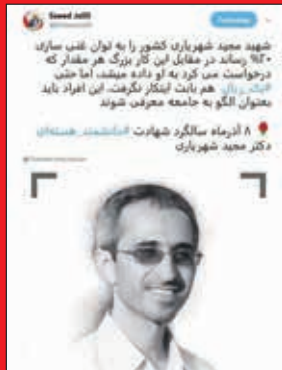 Saeed Jalili
شهید مجید شهریاری کشور را به توان غنی سازی
۲۰% رساند در مقابل این کار بزرگ هر مقدار که
درخواست می کرد به او داده میشد، اما حتی
#یک_ریال هم بابت اینکار نگرفت. این افراد باید
بعنوان الگو به جامعه معرفی شوند
۸ آذرماه سالگرد شهادت #دانشمند_هسته‌ای
دکتر مجید شهریاری